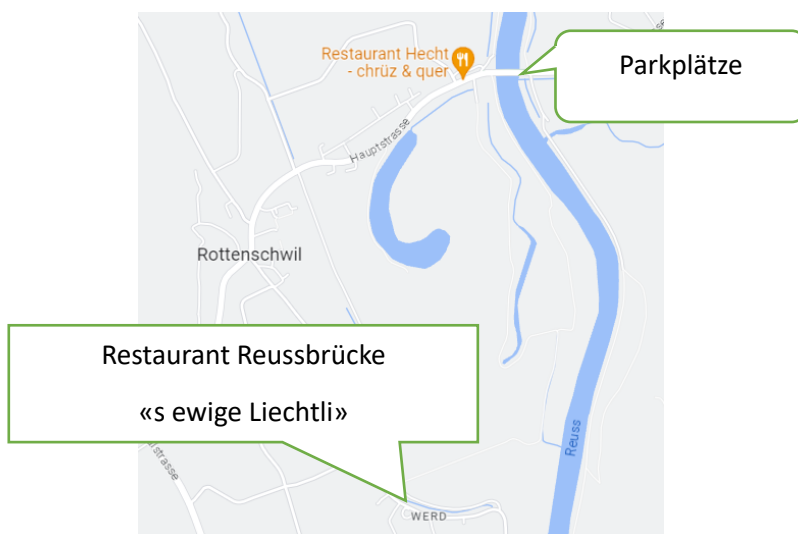 Restaurant Hecht
- chrüz & quer
Parkplätze
Hauptstrasse
Rottenschwil
Restaurant Reussbrücke
«s ewige Liechtli»
Reuss
WERD